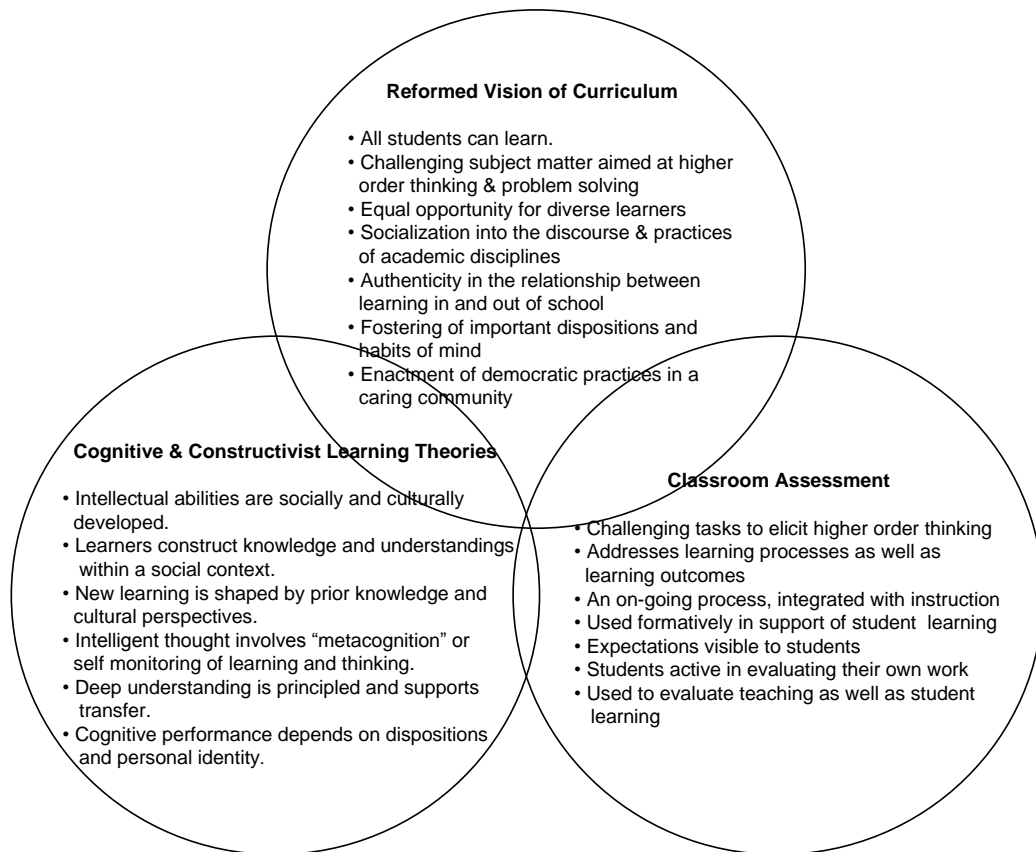 Reformed Vision of Curriculum
• All students can learn.
• Challenging subject matter aimed at higher
order thinking & problem solving
• Equal opportunity for diverse learners
• Socialization into the discourse & practices
of academic disciplines
• Authenticity in the relationship between
learning in and out of school
• Fostering of important dispositions and
habits of mind
• Enactment of democratic practices in a
caring community
Cognitive & Constructivist Learning Theories
• Intellectual abilities are socially and culturally
developed.
• Learners construct knowledge and understandings
within a social context.
• New learning is shaped by prior knowledge and
cultural perspectives.
• Intelligent thought involves “metacognition” or
self monitoring of learning and thinking.
• Deep understanding is principled and supports
transfer.
• Cognitive performance depends on dispositions
and personal identity.
Classroom Assessment
• Challenging tasks to elicit higher order thinking
• Addresses learning processes as well as
learning outcomes
• An on-going process, integrated with instruction
• Used formatively in support of student learning
• Expectations visible to students
• Students active in evaluating their own work
• Used to evaluate teaching as well as student
learning